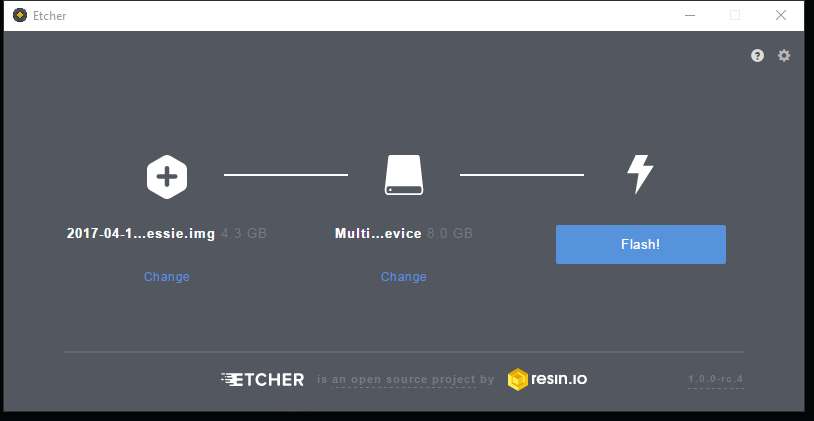 Etcher
2017-04-1...essie.img 4.3 GB
Multi...evice 8.0 GB
Flash!
Change
Change
ETCHER is an open source project by resin.io
1.0.0-rc.4